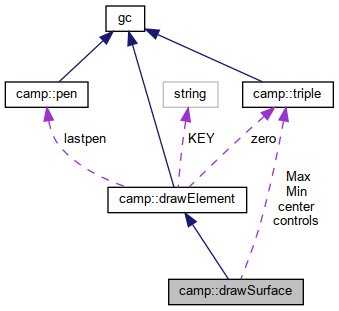 gc
camp::pen
string
camp::triple
lastpen
KEY
zero
camp::drawElement
Max
Min
center
controls
camp::drawSurface